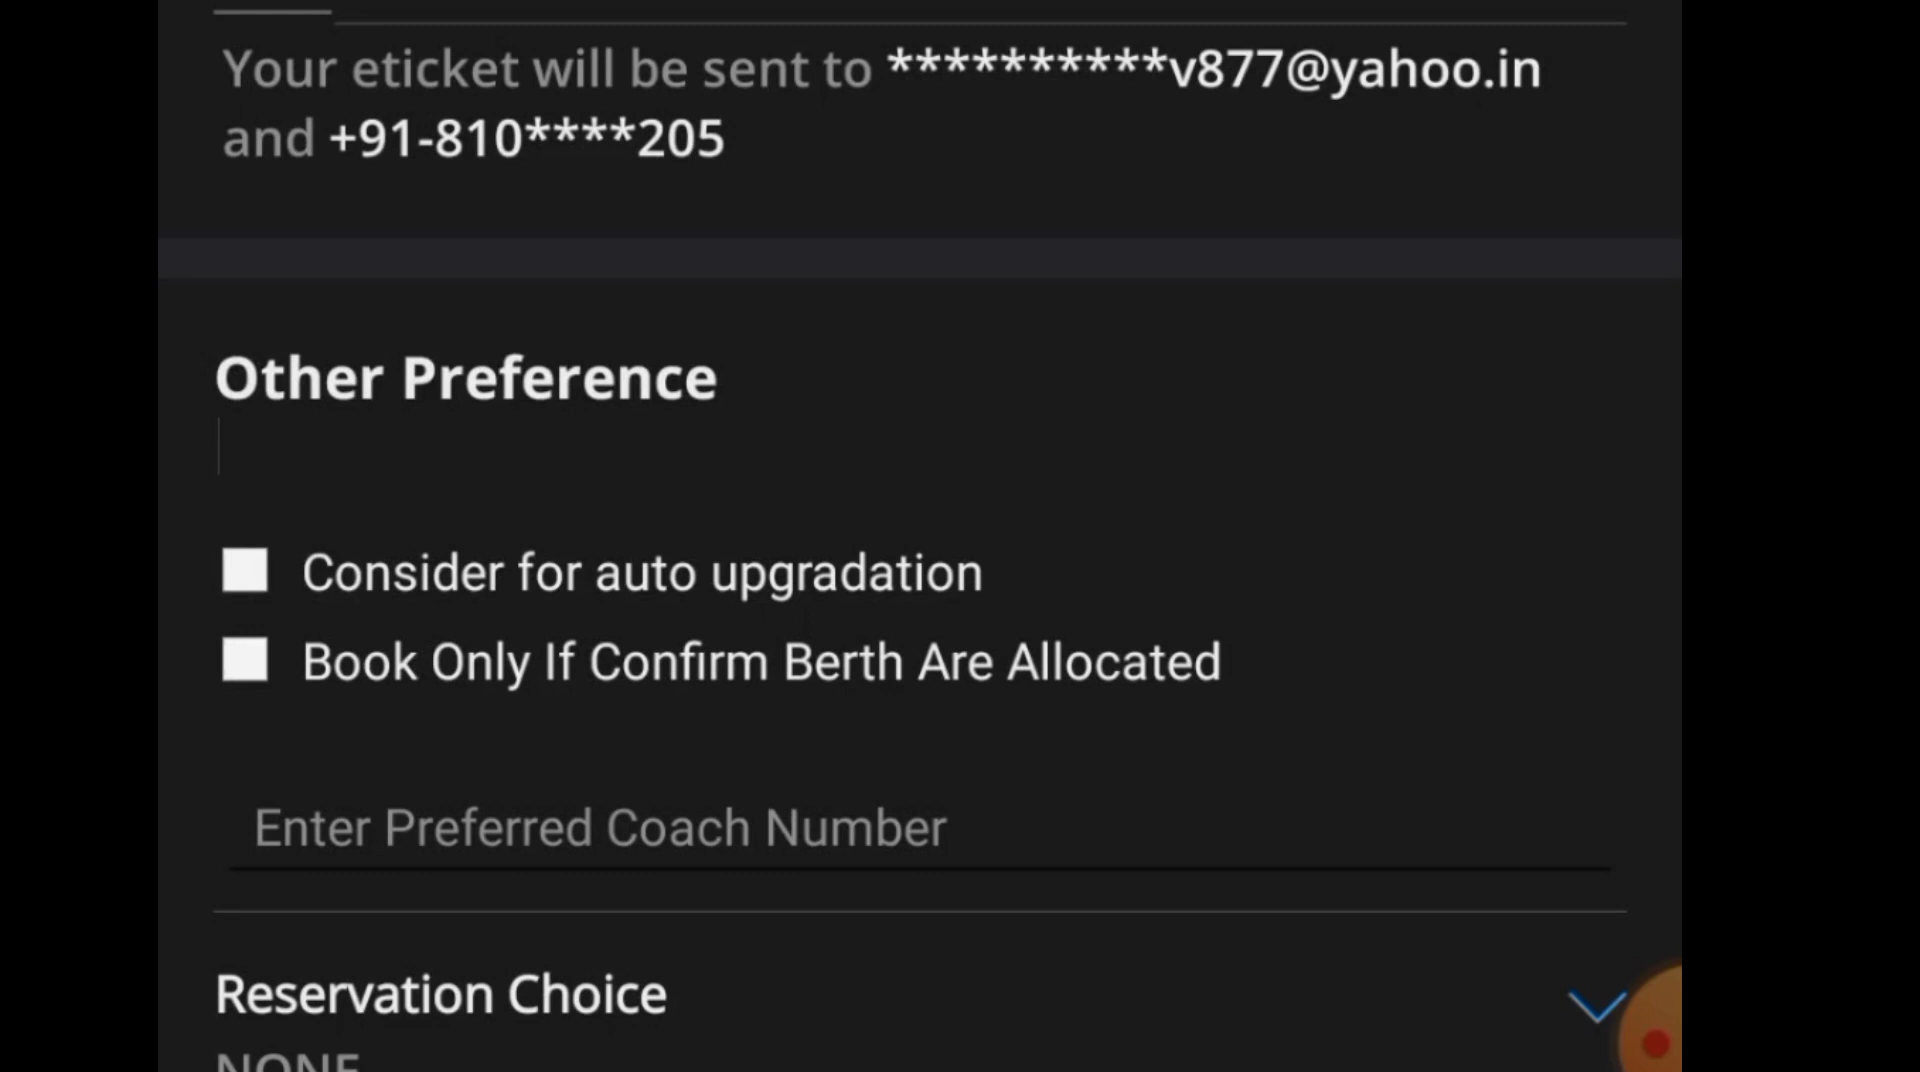 Your eticket will be sent to **********v877@yahoo.in
and +91-810****205
Other Preference
Consider for auto upgradation
Book Only If Confirm Berth Are Allocated
Enter Preferred Coach Number
Reservation Choice
NONE